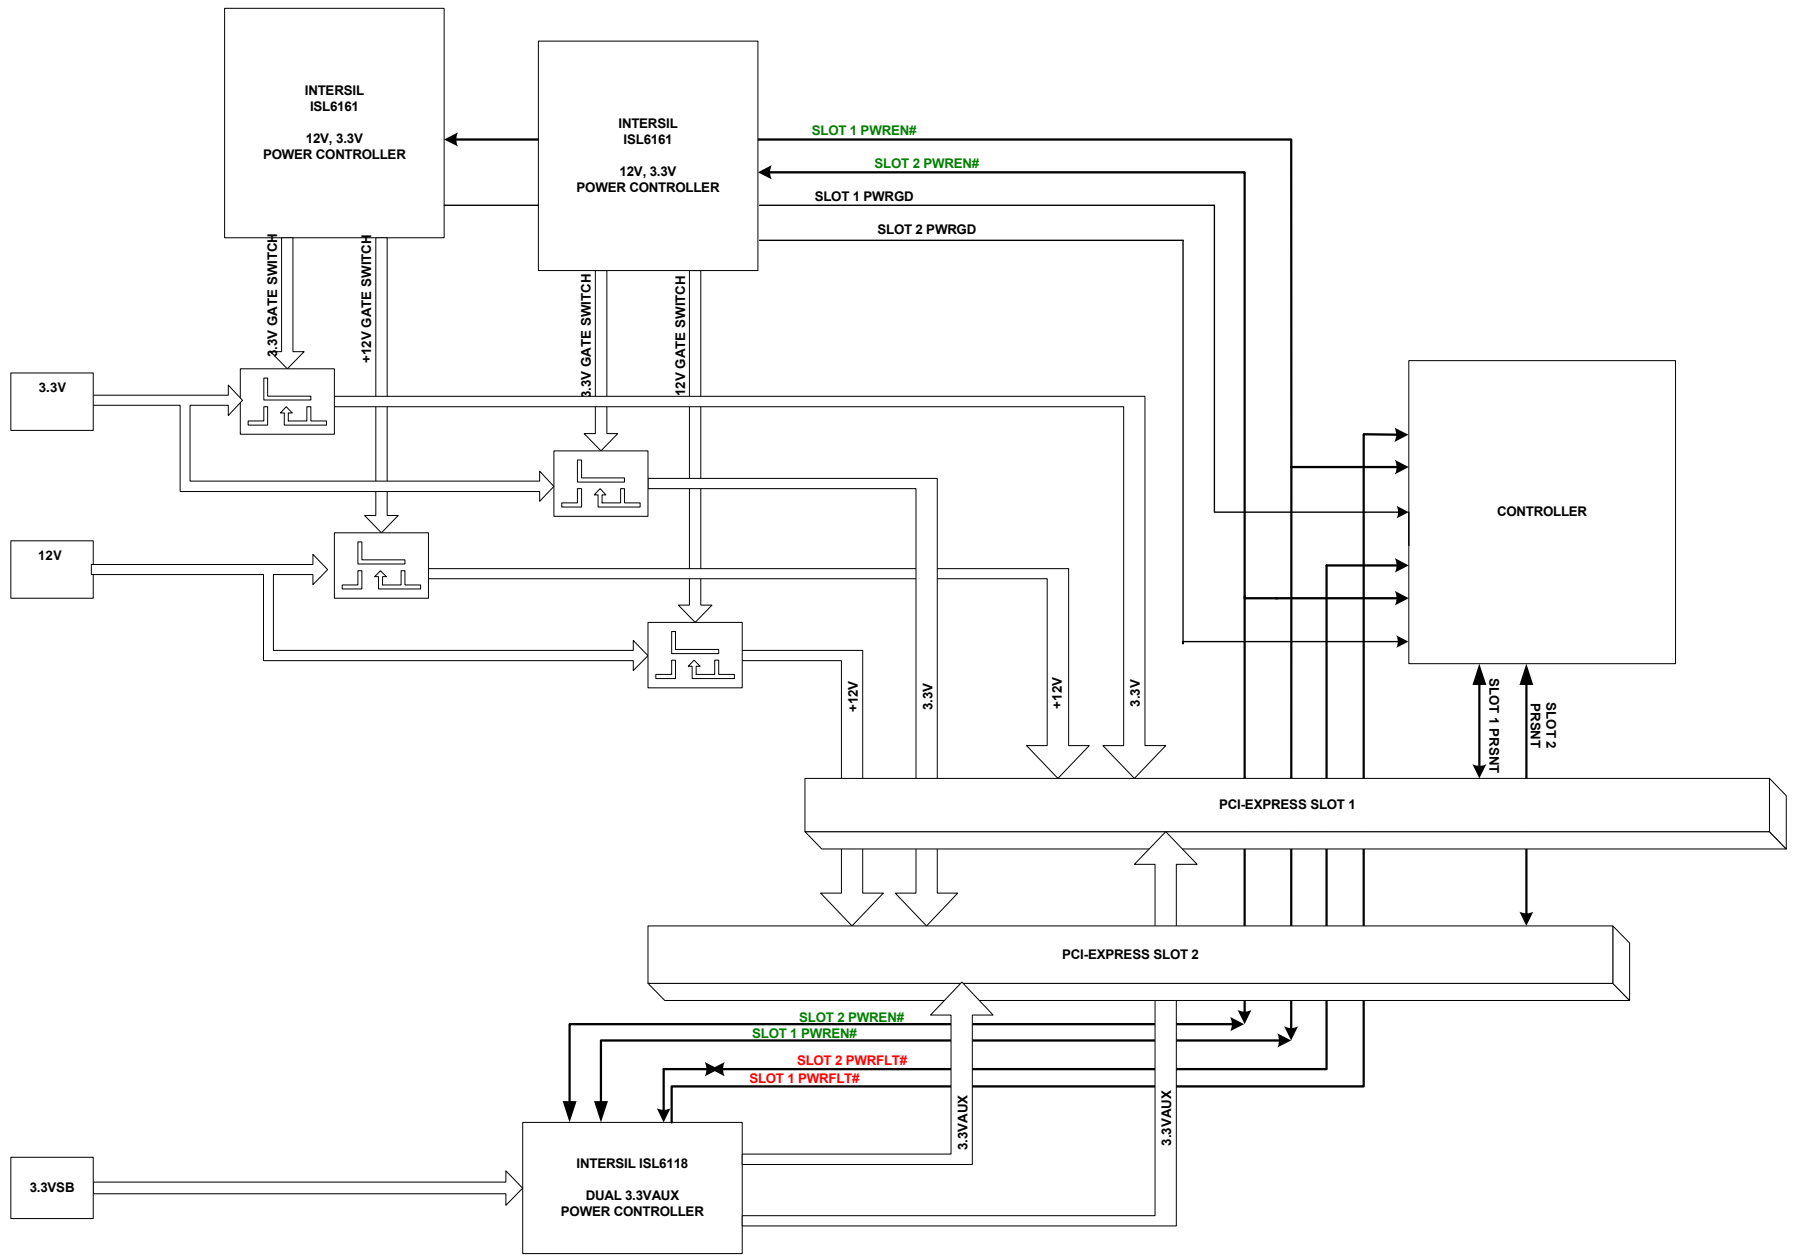 INTERSIL
ISL6161
12V, 3.3V
POWER CONTROLLER
INTERSIL
ISL6161
12V, 3.3V
POWER CONTROLLER
SLOT 1 PWREN#
SLOT 2 PWREN#
SLOT 1 PWRGD
SLOT 2 PWRGD
3.3V GATE SWITCH
+12V GATE SWITCH
3.3V GATE SWITCH
12V GATE SWITCH
3.3V
12V
CONTROLLER
+12V
3.3V
+12V
3.3V
SLOT 1 PRSNT
SLOT 2
PRSNT
PCI-EXPRESS SLOT 1
PCI-EXPRESS SLOT 2
SLOT 2 PWREN#
SLOT 1 PWREN#
SLOT 2 PWRFLT#
SLOT 1 PWRFLT#
3.3VAUX
3.3VAUX
INTERSIL ISL6118
DUAL 3.3VAUX
POWER CONTROLLER
3.3VSB